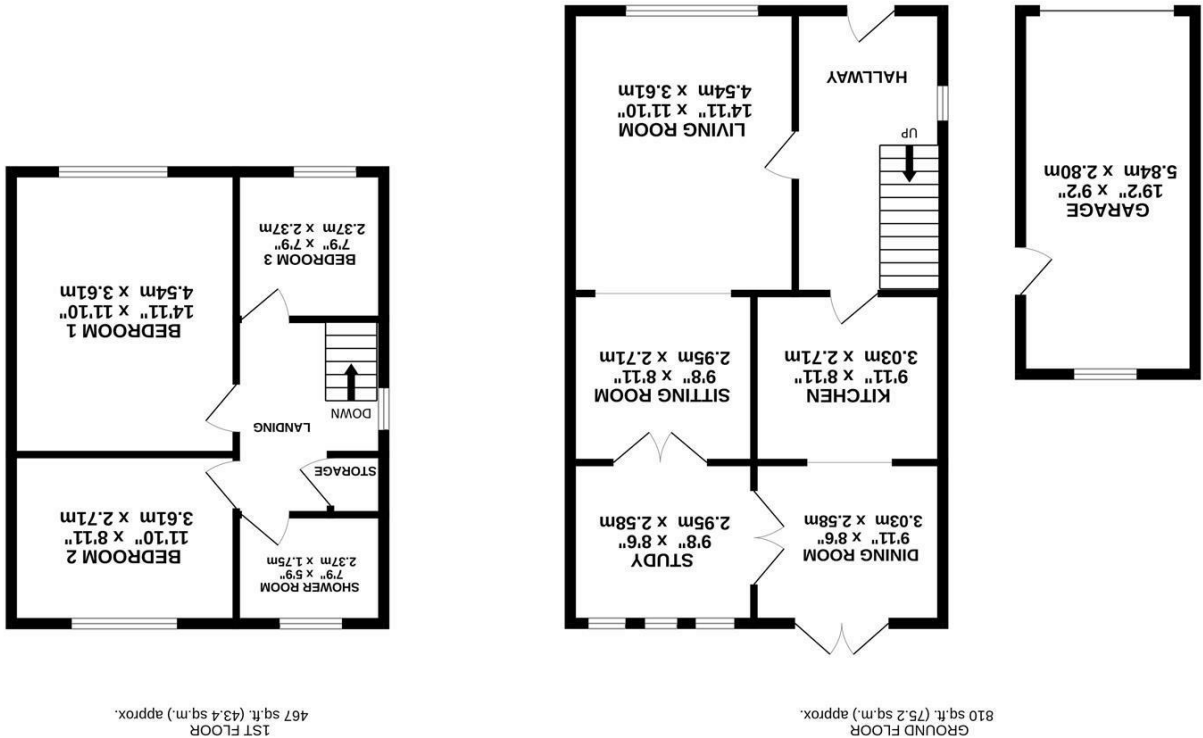 GROUND FLOOR
810 sq.ft. (75.2 sq.m.) approx.
1ST FLOOR
467 sq.ft. (43.4 sq.m.) approx.
DINING ROOM
9'11" x 8'6"
3.03m x 2.58m
STUDY
9'8" x 8'6"
2.95m x 2.58m
KITCHEN
9'11" x 8'11"
3.03m x 2.71m
SITTING ROOM
9'8" x 8'11"
2.95m x 2.71m
GARAGE
19'2" x 9'2"
5.84m x 2.80m
UP
HALLWAY
LIVING ROOM
14'11" x 11'10"
4.54m x 3.61m
SHOWER ROOM
7'9" x 5'9"
2.37m x 1.75m
BEDROOM 2
11'10" x 8'11"
3.61m x 2.71m
STORAGE
LANDING
DOWN
BEDROOM 1
14'11" x 11'10"
4.54m x 3.61m
BEDROOM 3
7'9" x 7'9"
2.37m x 2.37m